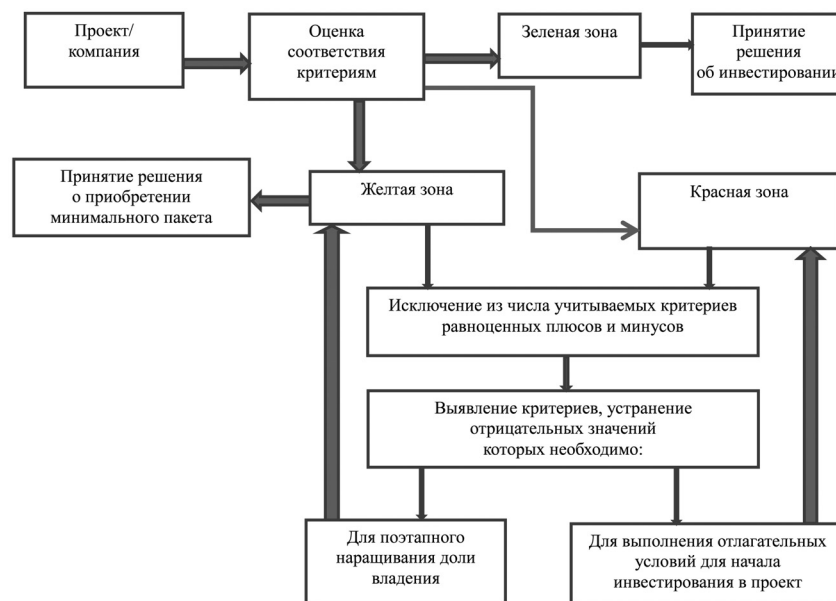 Проект/
компания
Оценка
соответствия
критериям
Зеленая зона
Принятие
решения
об инвестировании
Принятие решения
о приобретении
минимального пакета
Желтая зона
Красная зона
Исключение из числа учитываемых критериев
равноценных плюсов и минусов
Выявление критериев, устранение
отрицательных значений
которых необходимо:
Для поэтапного
наращивания доли
владения
Для выполнения отлагательных
условий для начала
инвестирования в проект